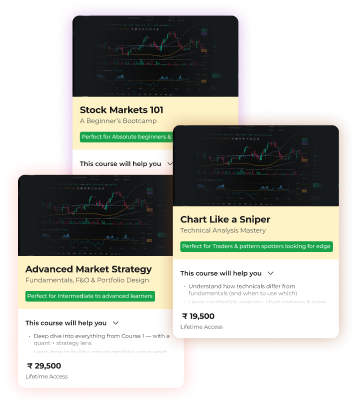 Stock Markets 101
A Beginner's Bootcamp
Perfect for Absolute beginners &
This course will help you
Chart Like a Sniper
Technical Analysis Mastery
Perfect for Traders & pattern spotters looking for edge
This course will help you
• Understand how technicals differ from
fundamentals (and when to use which)
₹ 19,500
Lifetime Access
Advanced Market Strategy
Fundamentals, F&O & Portfolio Design
Perfect for Intermediate to advanced learners
This course will help you
• Deep dive into everything from Course 1 — with a
quant + strategy lens
₹ 29,500
Lifetime Access